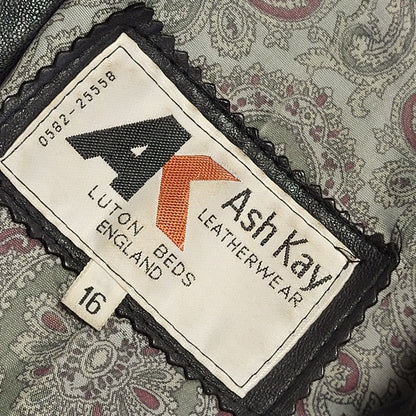 0582-25558
AK
Ash Kay
LEATHERWEAR
LUTON BEDS
ENGLAND
16